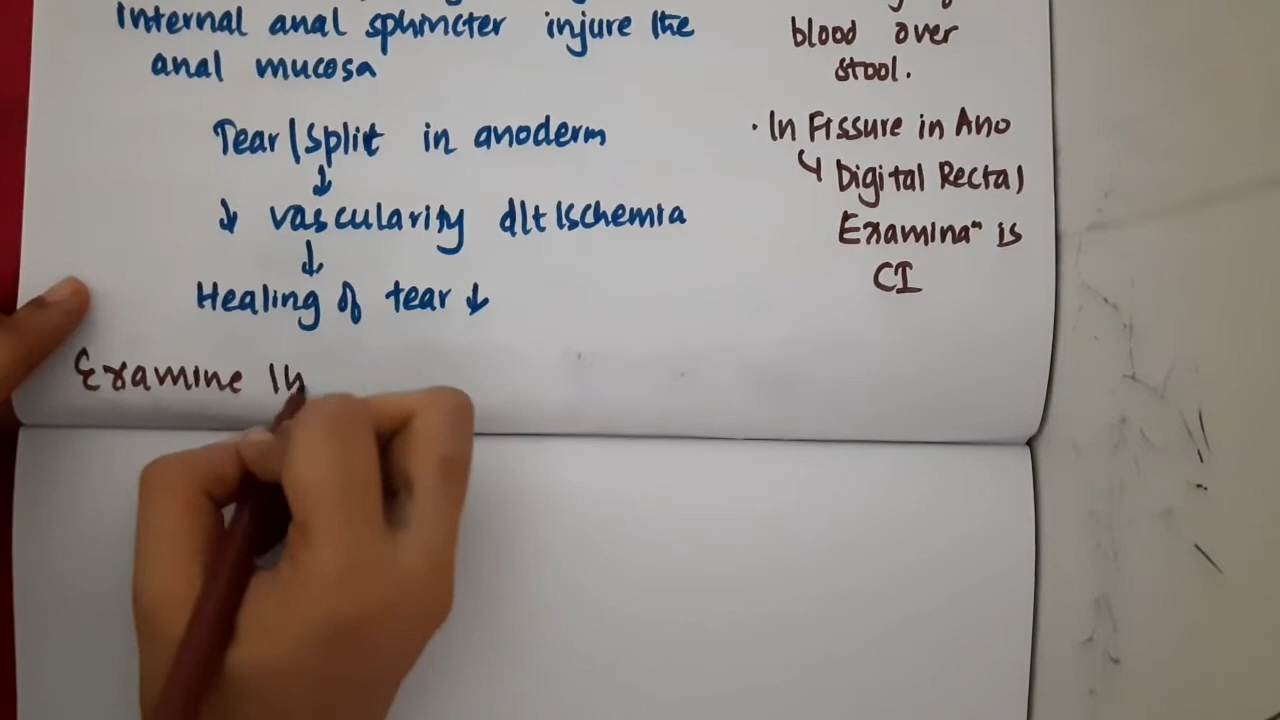 Internal anal sphincter injure the
anal mucosa
Tear/Split in anoderm
↓
↓ vascularity d/t Ischemia
↓
Healing of tear ↓
Examine
blood over
stool.
· In Fissure in Ano
↳ Digital Rectal
Examinaⁿ is
CI